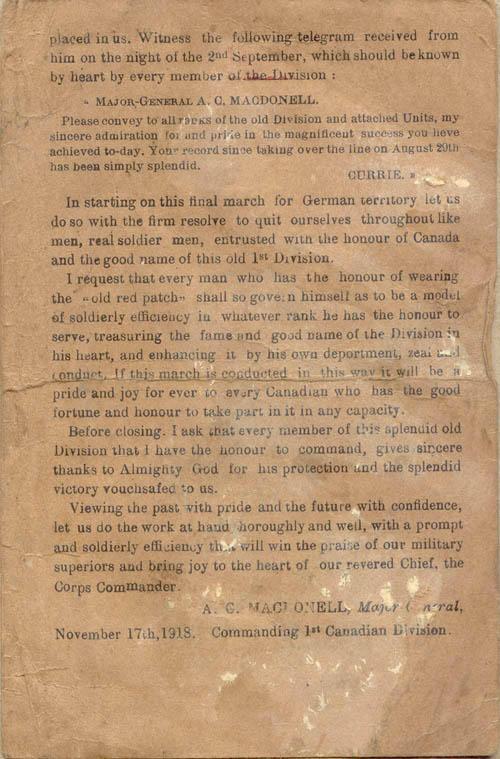 placed in us. Witness the following telegram received from
him on the night of the 2nd September, which should be known
by heart by every member of the Division :
« MAJOR-GENERAL A. C. MACDONELL.
Please convey to all ranks of the old Division and attached Units, my
sincere admiration for and pride in the magnificent success you have
achieved to-day. Your record since taking over the line on August 29th
has been simply splendid.
CURRIE. »
In starting on this final march for German territory let us
do so with the firm resolve to quit ourselves throughout like
men, real soldier men, entrusted with the honour of Canada
and the good name of this old 1st Division.
I request that every man who has the honour of wearing
the "old red patch" shall so govern himself as to be a model
of soldierly efficiency in whatever rank he has the honour to
serve, treasuring the fame and good name of the Division in
his heart, and enhancing it by his own deportment, zeal and
conduct. If this march is conducted in this way it will be a
pride and joy for ever to every Canadian who has the good
fortune and honour to take part in it in any capacity.
Before closing. I ask that every member of this splendid old
Division that I have the honour to command, gives sincere
thanks to Almighty God for his protection and the splendid
victory vouchsafed to us.
Viewing the past with pride and the future with confidence,
let us do the work at hand thoroughly and well, with a prompt
and soldierly efficiency that will win the praise of our military
superiors and bring joy to the heart of our revered Chief, the
Corps Commander.
A. C. MACDONELL, Major General,
November 17th, 1918. Commanding 1st Canadian Division.